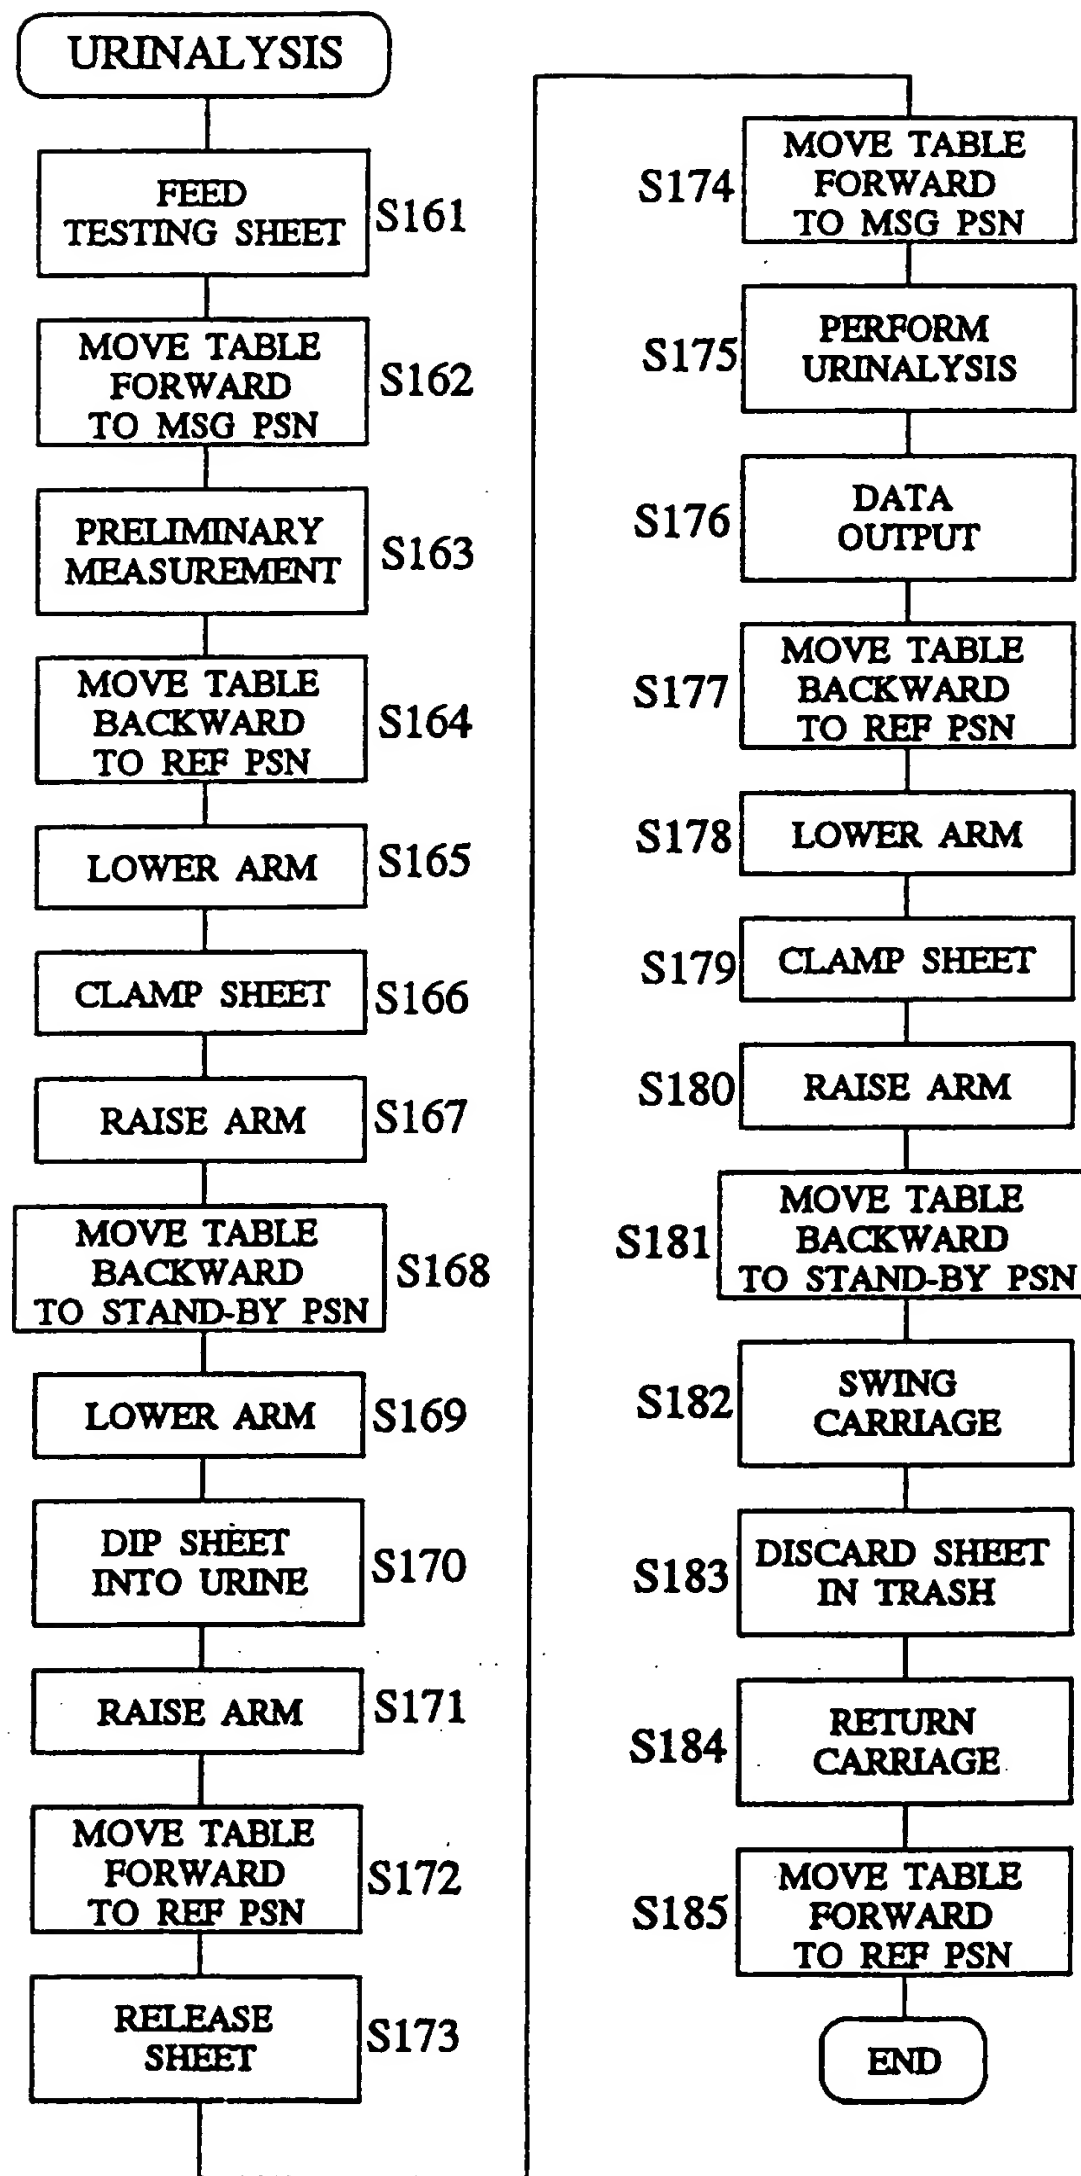 URINALYSIS
FEED
TESTING SHEET
S161
MOVE TABLE
FORWARD
TO MSG PSN
S162
PRELIMINARY
MEASUREMENT
S163
MOVE TABLE
BACKWARD
TO REF PSN
S164
LOWER ARM
S165
CLAMP SHEET
S166
RAISE ARM
S167
MOVE TABLE
BACKWARD
TO STAND-BY PSN
S168
LOWER ARM
S169
DIP SHEET
INTO URINE
S170
RAISE ARM
S171
MOVE TABLE
FORWARD
TO REF PSN
S172
RELEASE
SHEET
S173
S174
MOVE TABLE
FORWARD
TO MSG PSN
S175
PERFORM
URINALYSIS
S176
DATA
OUTPUT
S177
MOVE TABLE
BACKWARD
TO REF PSN
S178
LOWER ARM
S179
CLAMP SHEET
S180
RAISE ARM
S181
MOVE TABLE
BACKWARD
TO STAND-BY PSN
S182
SWING
CARRIAGE
S183
DISCARD SHEET
IN TRASH
S184
RETURN
CARRIAGE
S185
MOVE TABLE
FORWARD
TO REF PSN
END